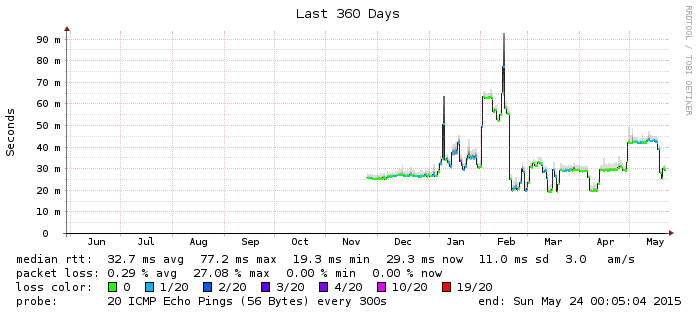 Last 360 Days
RRDTOOL / TOBI OETIKER
Seconds
90 m
80 m
70 m
60 m
50 m
40 m
30 m
20 m
10 m
0
Jun Jul Aug Sep Oct Nov Dec Jan Feb Mar Apr May
median rtt: 32.7 ms avg 77.2 ms max 19.3 ms min 29.3 ms now 11.0 ms sd 3.0 am/s
packet loss: 0.29 % avg 27.08 % max 0.00 % min 0.00 % now
loss color: 0 1/20 2/20 3/20 4/20 10/20 19/20
probe: 20 ICMP Echo Pings (56 Bytes) every 300s end: Sun May 24 00:05:04 2015